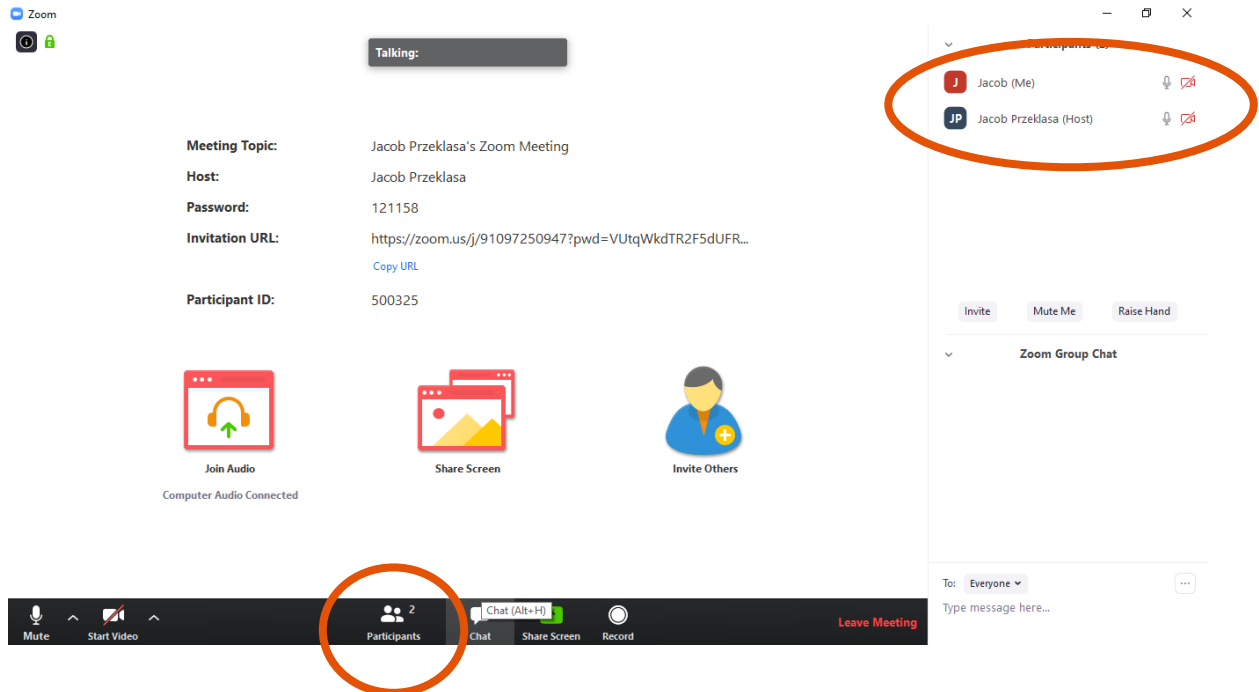 Zoom
Talking:
Participants (2)
J Jacob (Me)
JP Jacob Przeklasa (Host)
Meeting Topic: Jacob Przeklasa's Zoom Meeting
Host: Jacob Przeklasa
Password: 121158
Invitation URL: https://zoom.us/j/91097250947?pwd=VUtqWkdTR2F5dUFR...
Copy URL
Participant ID: 500325
Invite Mute Me Raise Hand
Zoom Group Chat
Join Audio Share Screen Invite Others
Computer Audio Connected
To: Everyone
Type message here...
2
Chat (Alt+H)
Mute Start Video Participants Chat Share Screen Record
Leave Meeting